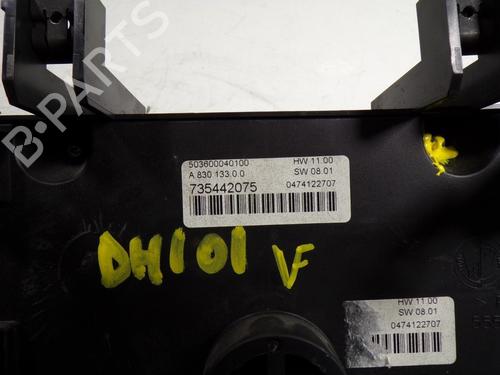 B-PARTS
503600040100 HW 11.00
A 830 133.0.0 SW 08.01
735442075 0474122707
DH101 VF
HW 11.00
SW 08.01
0474122707